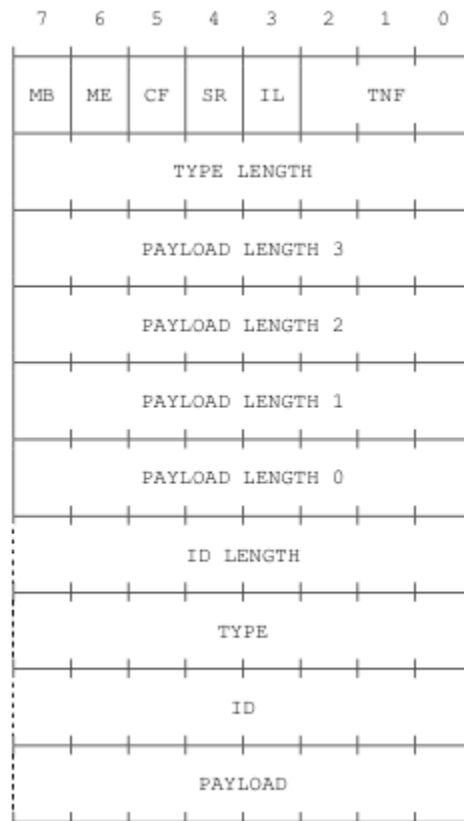 7 6 5 4 3 2 1 0
MB ME CF SR IL TNF
TYPE LENGTH
PAYLOAD LENGTH 3
PAYLOAD LENGTH 2
PAYLOAD LENGTH 1
PAYLOAD LENGTH 0
ID LENGTH
TYPE
ID
PAYLOAD